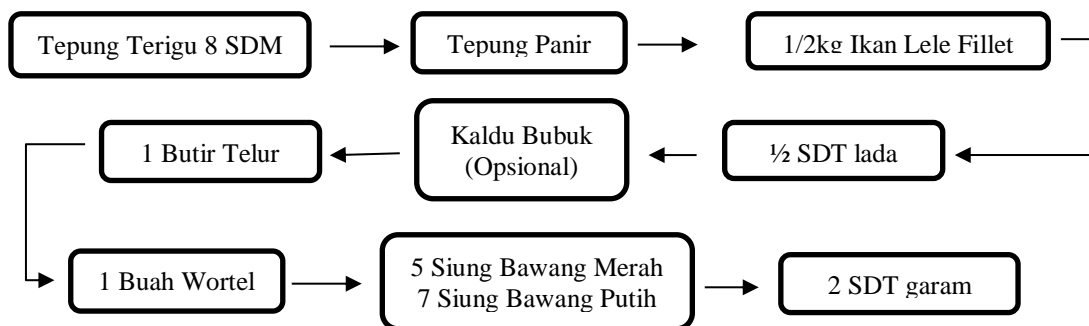 Tepung Terigu 8 SDM
Tepung Panir
1/2kg Ikan Lele Fillet
½ SDT lada
Kaldu Bubuk
(Opsional)
1 Butir Telur
1 Buah Wortel
5 Siung Bawang Merah
7 Siung Bawang Putih
2 SDT garam